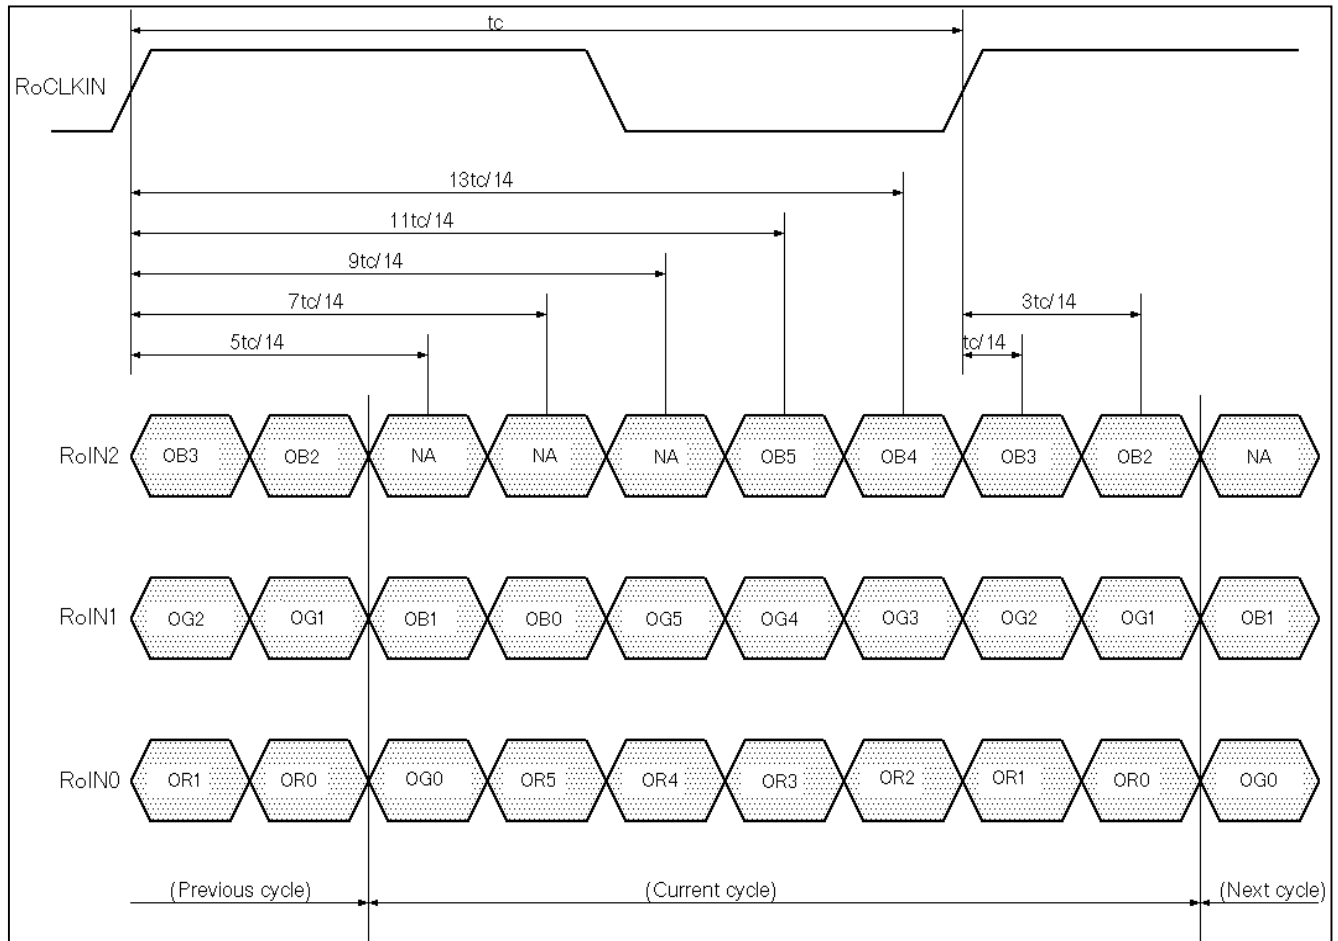 tc
RoCLKIN
13tc/14
11tc/14
9tc/14
7tc/14
3tc/14
5tc/14
tc/14
RoIN2 OB3 OB2 NA NA NA OB5 OB4 OB3 OB2 NA
RoIN1 OG2 OG1 OB1 OB0 OG5 OG4 OG3 OG2 OG1 OB1
RoIN0 OR1 OR0 OG0 OR5 OR4 OR3 OR2 OR1 OR0 OG0
(Previous cycle) (Current cycle) (Next cycle)